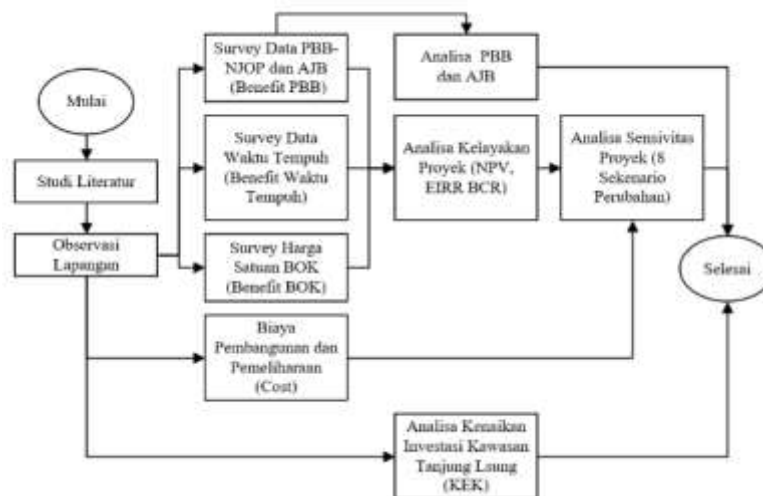 Mulai
Studi Literatur
Observasi
Lapangan
Survey Data PBB-
NJOP dan AJB
(Benefit PBB)
Survey Data
Waktu Tempuh
(Benefit Waktu
Tempuh)
Survey Harga
Satuan BOK
(Benefit BOK)
Biaya
Pembangunan dan
Pemeliharaan
(Cost)
Analisa PBB
dan AJB
Analisa Kelayakan
Proyek (NPV,
EIRR BCR)
Analisa Kenaikan
Investasi Kawasan
Tanjung Lsung
(KEK)
Analisa Sensivitas
Proyek (8
Sekenario
Perubahan)
Selesai